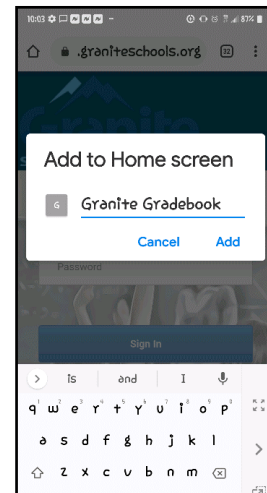 10:03
87%
.graniteschools.org
32
Granite
S
Add to Home screen
G
Granite Gradebook
Cancel
Add
Password
Sign In
is
and
I
q w e r t y u i o p
a s d f g h j k l
z x c v b n m